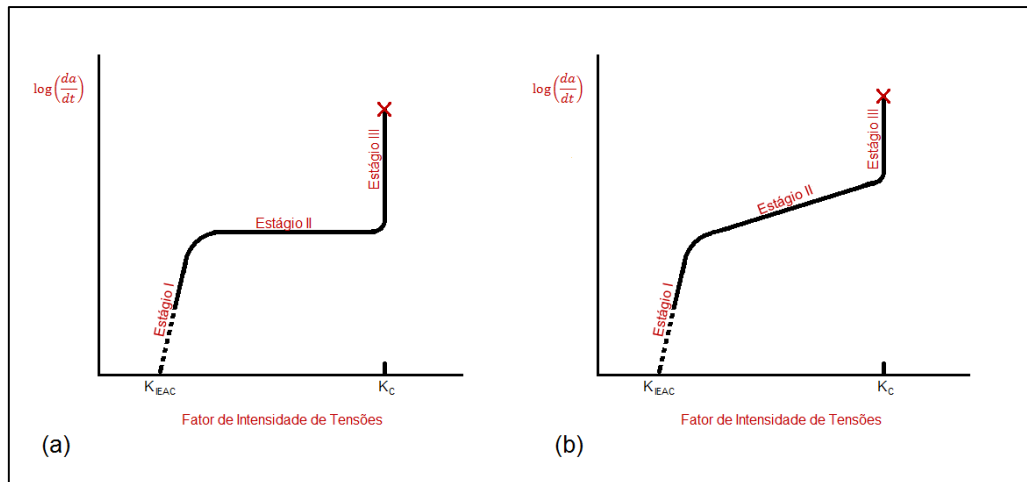 log(da/dt)
Estágio I
Estágio II
Estágio III
K_IEAC
K_C
Fator de Intensidade de Tensões
(a)
log(da/dt)
Estágio I
Estágio II
Estágio III
K_IEAC
K_C
Fator de Intensidade de Tensões
(b)